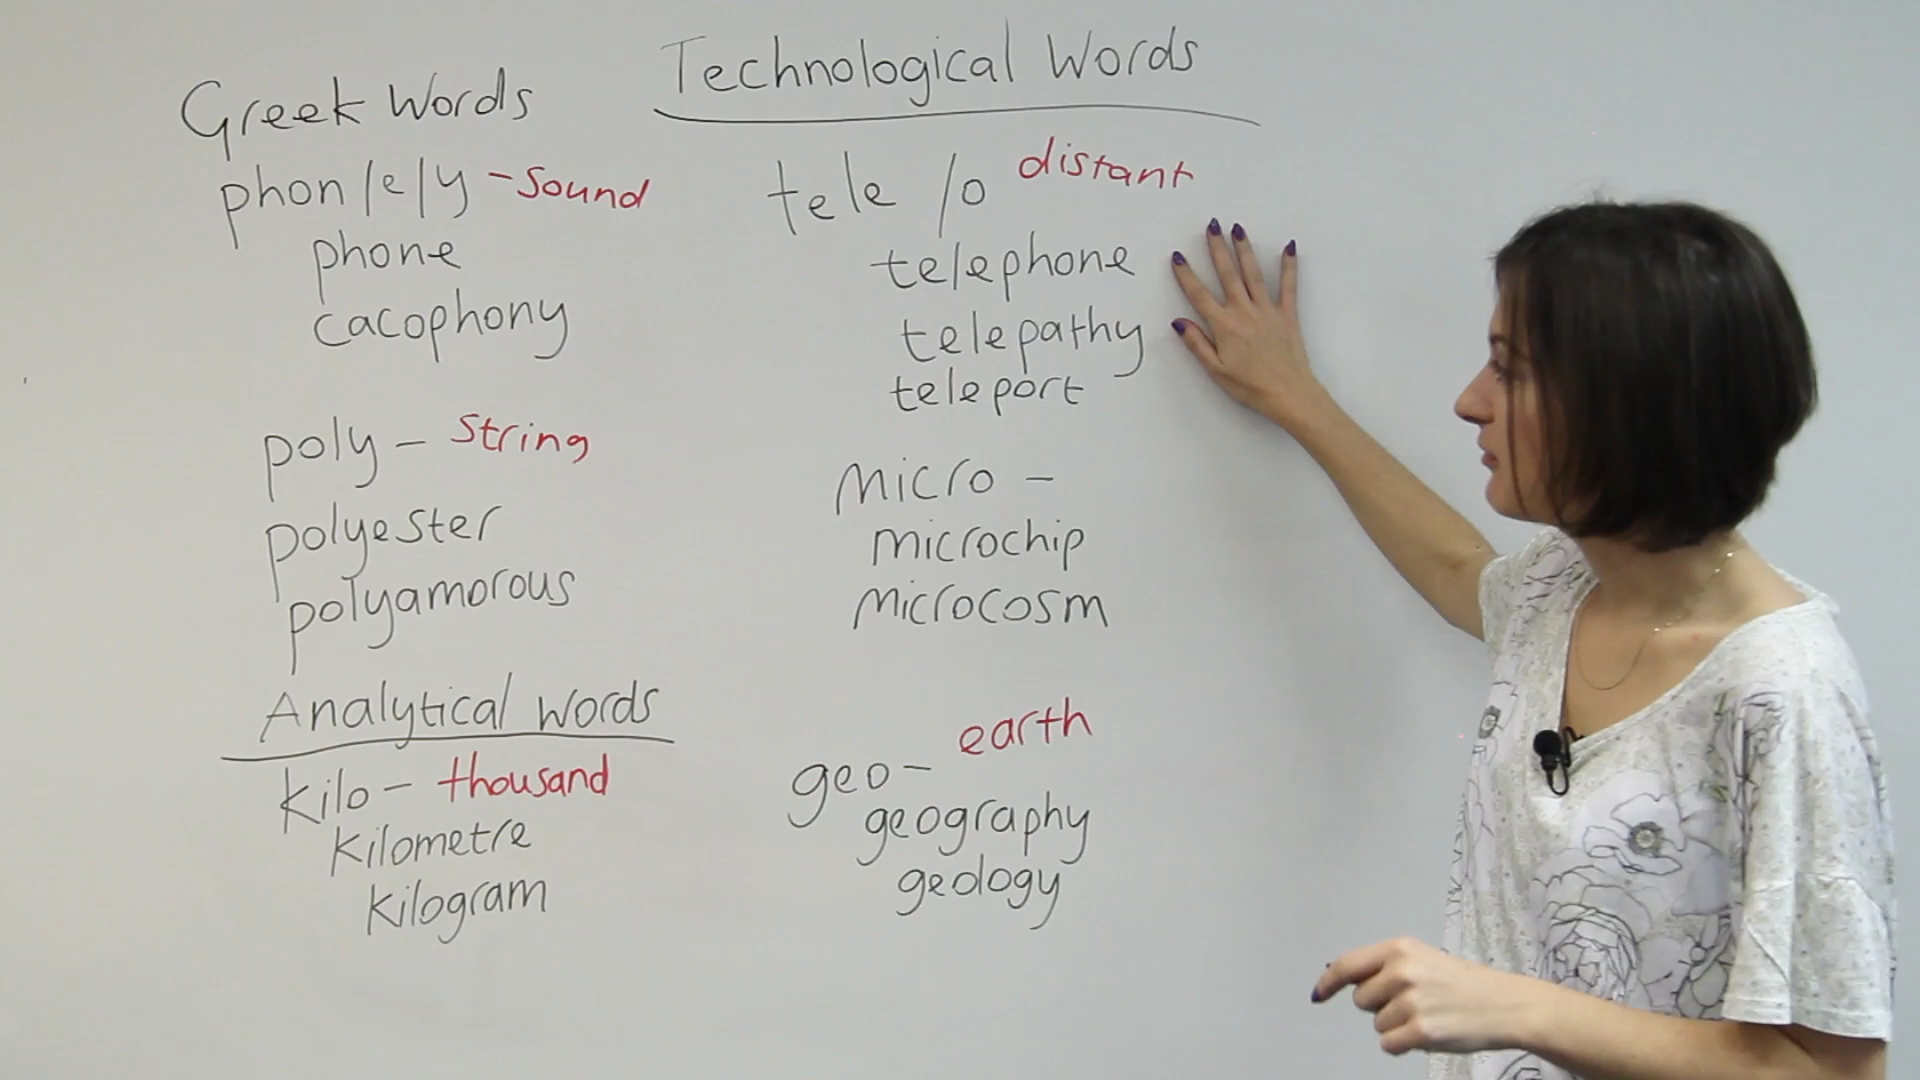 Greek Words
phon/e/y - Sound
phone
cacophony
poly - string
polyester
polyamorous
Analytical words
kilo - thousand
kilometre
kilogram
Technological Words
tele /o distant
telephone
telepathy
teleport
micro -
microchip
microcosm
geo - earth
geography
geology